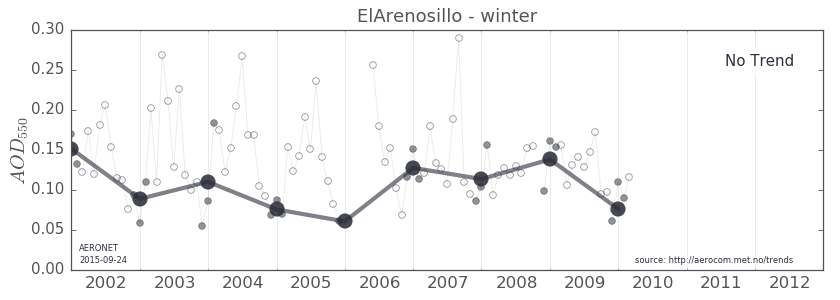 ElArenosillo - winter
0.30
0.25
0.20
0.15
0.10
0.05
0.00
AOD550
No Trend
AERONET
2015-09-24
source: http://aerocom.met.no/trends
2002 2003 2004 2005 2006 2007 2008 2009 2010 2011 2012